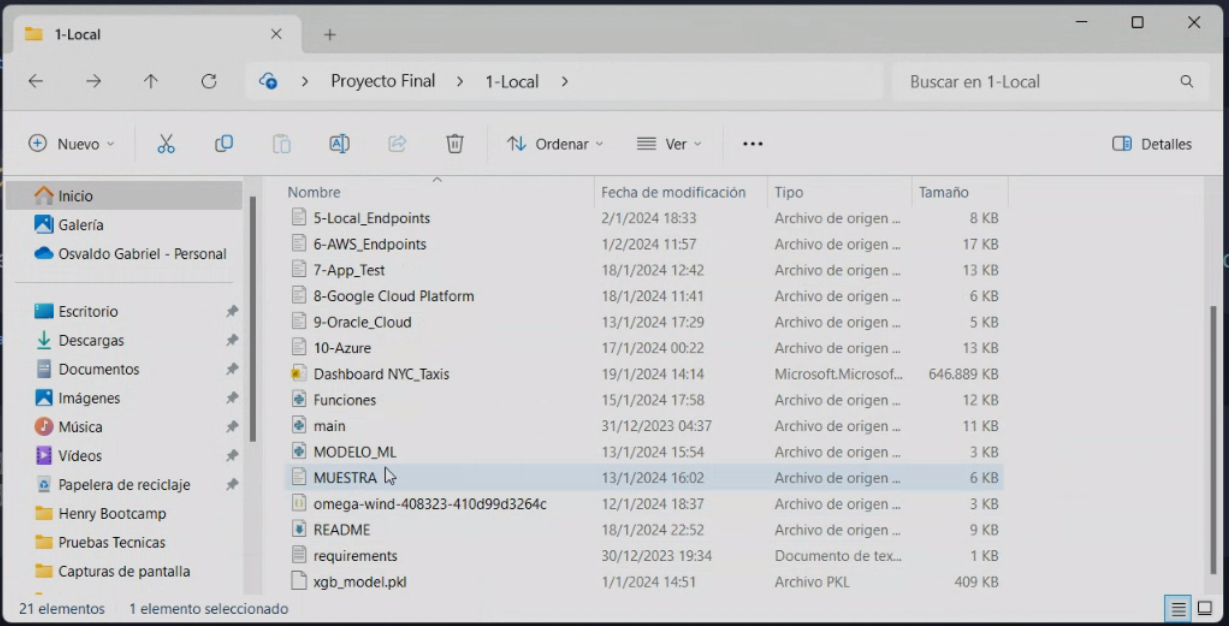 1-Local
Proyecto Final > 1-Local >
Buscar en 1-Local
Nuevo
Ordenar
Ver
Detalles
Inicio
Galería
Osvaldo Gabriel - Personal
Escritorio
Descargas
Documentos
Imágenes
Música
Vídeos
Papelera de reciclaje
Henry Bootcamp
Pruebas Tecnicas
Capturas de pantalla
Nombre Fecha de modificación Tipo Tamaño
5-Local_Endpoints 2/1/2024 18:33 Archivo de origen ... 8 KB
6-AWS_Endpoints 1/2/2024 11:57 Archivo de origen ... 17 KB
7-App_Test 18/1/2024 12:42 Archivo de origen ... 13 KB
8-Google Cloud Platform 18/1/2024 11:41 Archivo de origen ... 6 KB
9-Oracle_Cloud 13/1/2024 17:29 Archivo de origen ... 5 KB
10-Azure 17/1/2024 00:22 Archivo de origen ... 13 KB
Dashboard NYC_Taxis 19/1/2024 14:14 Microsoft.Microsof... 646.889 KB
Funciones 15/1/2024 17:58 Archivo de origen ... 12 KB
main 31/12/2023 04:37 Archivo de origen ... 11 KB
MODELO_ML 13/1/2024 15:54 Archivo de origen ... 3 KB
MUESTRA 13/1/2024 16:02 Archivo de origen ... 6 KB
omega-wind-408323-410d99d3264c 12/1/2024 18:37 Archivo de origen ... 3 KB
README 18/1/2024 22:52 Archivo de origen ... 9 KB
requirements 30/12/2023 19:34 Documento de tex... 1 KB
xgb_model.pkl 1/1/2024 14:51 Archivo PKL 409 KB
21 elementos 1 elemento seleccionado